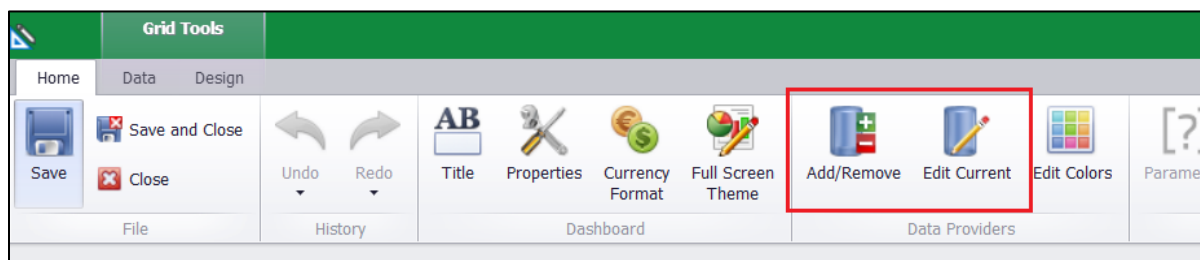 Grid Tools
Home Data Design
AB
Save and Close
Save
Close
Undo
Redo
Title
Properties
Currency
Format
Full Screen
Theme
Add/Remove
Edit Current
Edit Colors
[?]
File
History
Dashboard
Data Providers